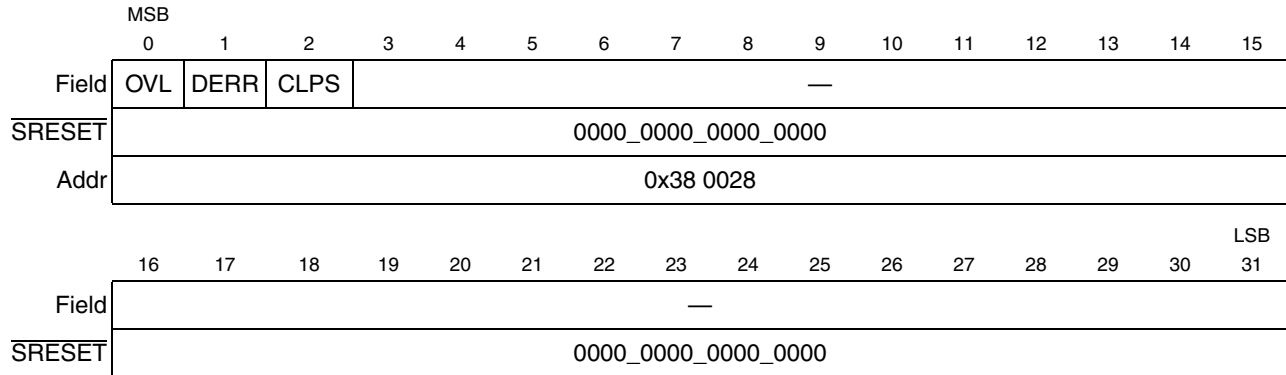 MSB
0 1 2 3 4 5 6 7 8 9 10 11 12 13 14 15
Field OVL DERR CLPS —
SRESET 0000_0000_0000_0000
Addr 0x38 0028
LSB
16 17 18 19 20 21 22 23 24 25 26 27 28 29 30 31
Field —
SRESET 0000_0000_0000_0000